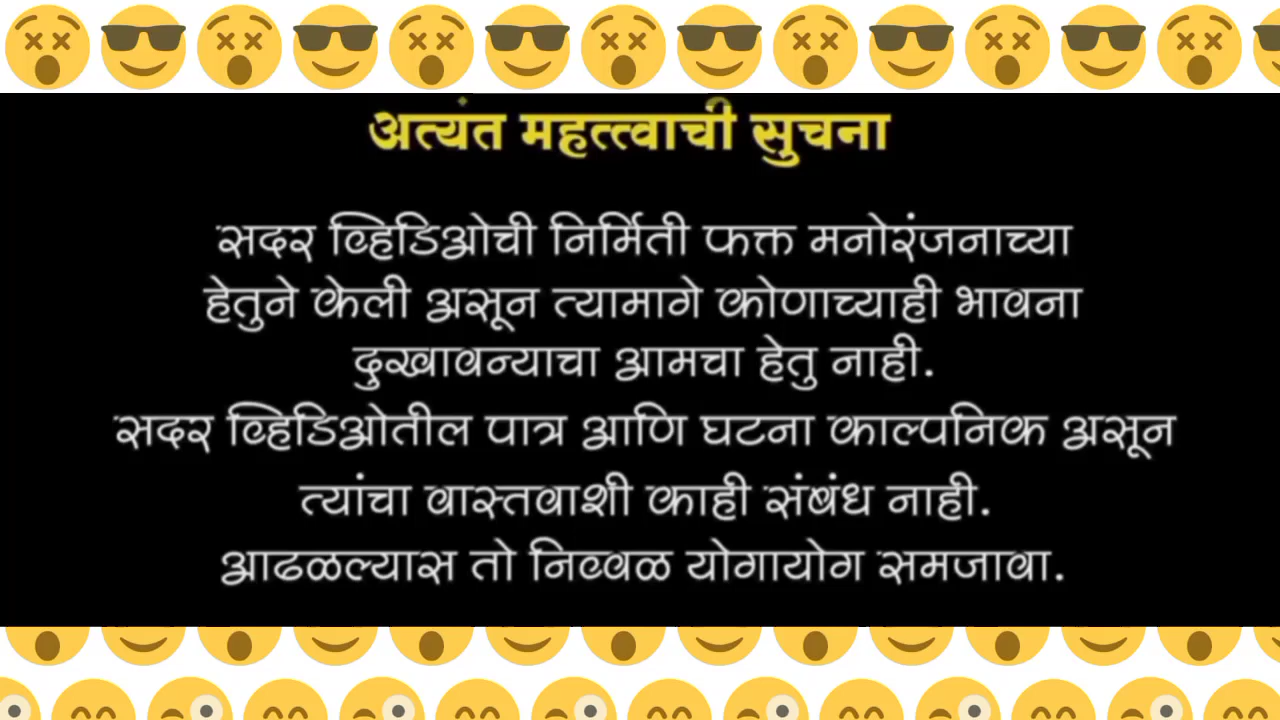 अत्यंत महत्त्वाची सुचना
सदर व्हिडिओची निर्मिती फक्त मनोरंजनाच्या
हेतुने केली असून त्यामागे कोणाच्याही भावना
दुखावन्याचा आमचा हेतु नाही.
सदर व्हिडिओतील पात्र आणि घटना काल्पनिक असून
त्यांचा वास्तवाशी काही संबंध नाही.
आढळल्यास तो निव्वळ योगायोग समजावा.